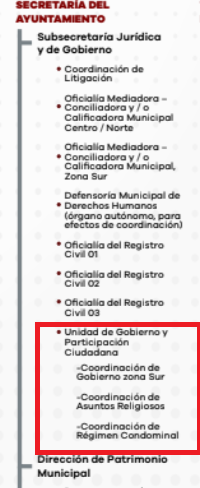 SECRETARÍA DEL
AYUNTAMIENTO
Subsecretaría Jurídica
y de Gobierno
• Coordinación de
Litigación
Oficialía Mediadora –
• Conciliadora y / o
Calificadora Municipal
Centro / Norte
Oficialía Mediadora –
• Conciliadora y / o
Calificadora Municipal,
Zona Sur
Defensoría Municipal de
• Derechos Humanos
(órgano autónomo, para
efectos de coordinación)
• Oficialía del Registro
Civil 01
• Oficialía del Registro
Civil 02
• Oficialía del Registro
Civil 03
• Unidad de Gobierno y
Participación
Ciudadana
-Coordinación de
Gobierno zona Sur
-Coordinación de
Asuntos Religiosos
-Coordinación de
Régimen Condominal
Dirección de Patrimonio
Municipal